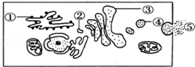 ① ② ③ ④ ⑤